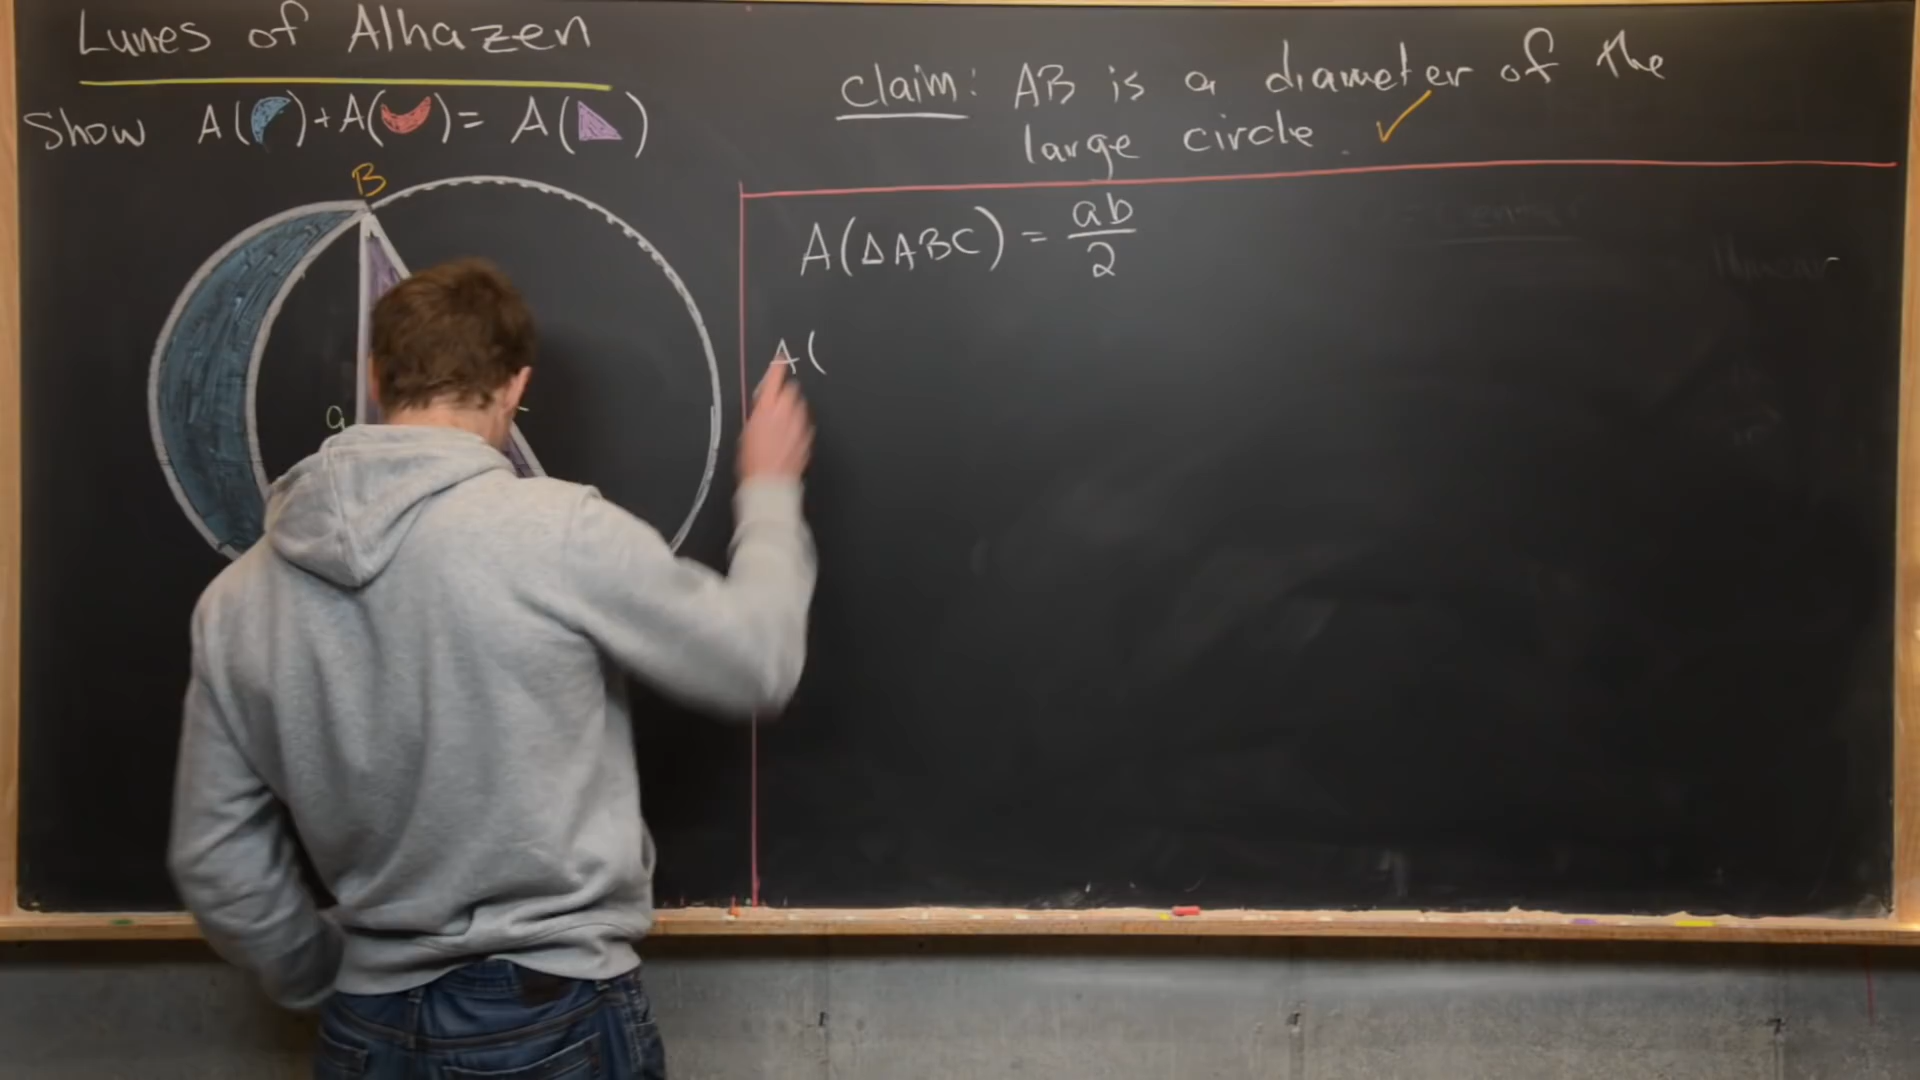 Lunes of Alhazen
Show A( )+A( )= A( )
B
a
claim: AB is a diameter of the
large circle.
A(ΔABC) = ab/2
A(